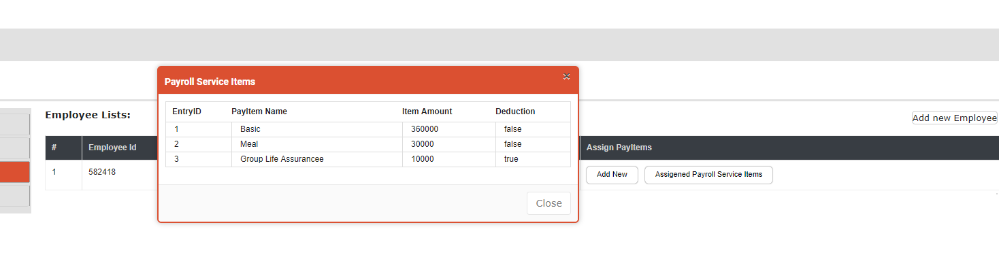 Payroll Service Items ×
EntryID PayItem Name Item Amount Deduction
1 Basic 360000 false
2 Meal 30000 false
3 Group Life Assurancee 10000 true
Close
Employee Lists:
Add new Employee
# Employee Id Assign PayItems
1 582418 Add New Assigened Payroll Service Items